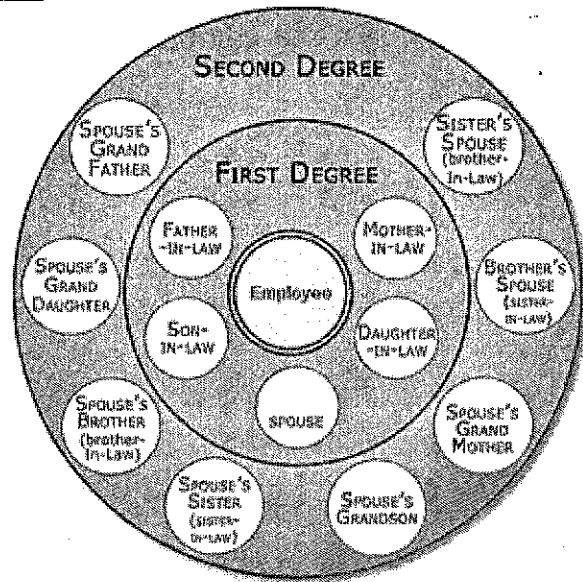 SECOND DEGREE
SPOUSE'S
GRAND
FATHER
SISTER'S
SPOUSE
(brother-
In-Law)
FIRST DEGREE
FATHER
-IN-LAW
MOTHER-
IN-LAW
SPOUSE'S
GRAND
DAUGHTER
Employee
BROTHER'S
SPOUSE
(SISTER-
IN-LAW)
SON-
IN-LAW
DAUGHTER
-IN-LAW
SPOUSE'S
BROTHER
(brother-
In-Law)
SPOUSE
SPOUSE'S
GRAND
MOTHER
SPOUSE'S
SISTER
(SISTER-
IN-LAW)
SPOUSE'S
GRANDSON